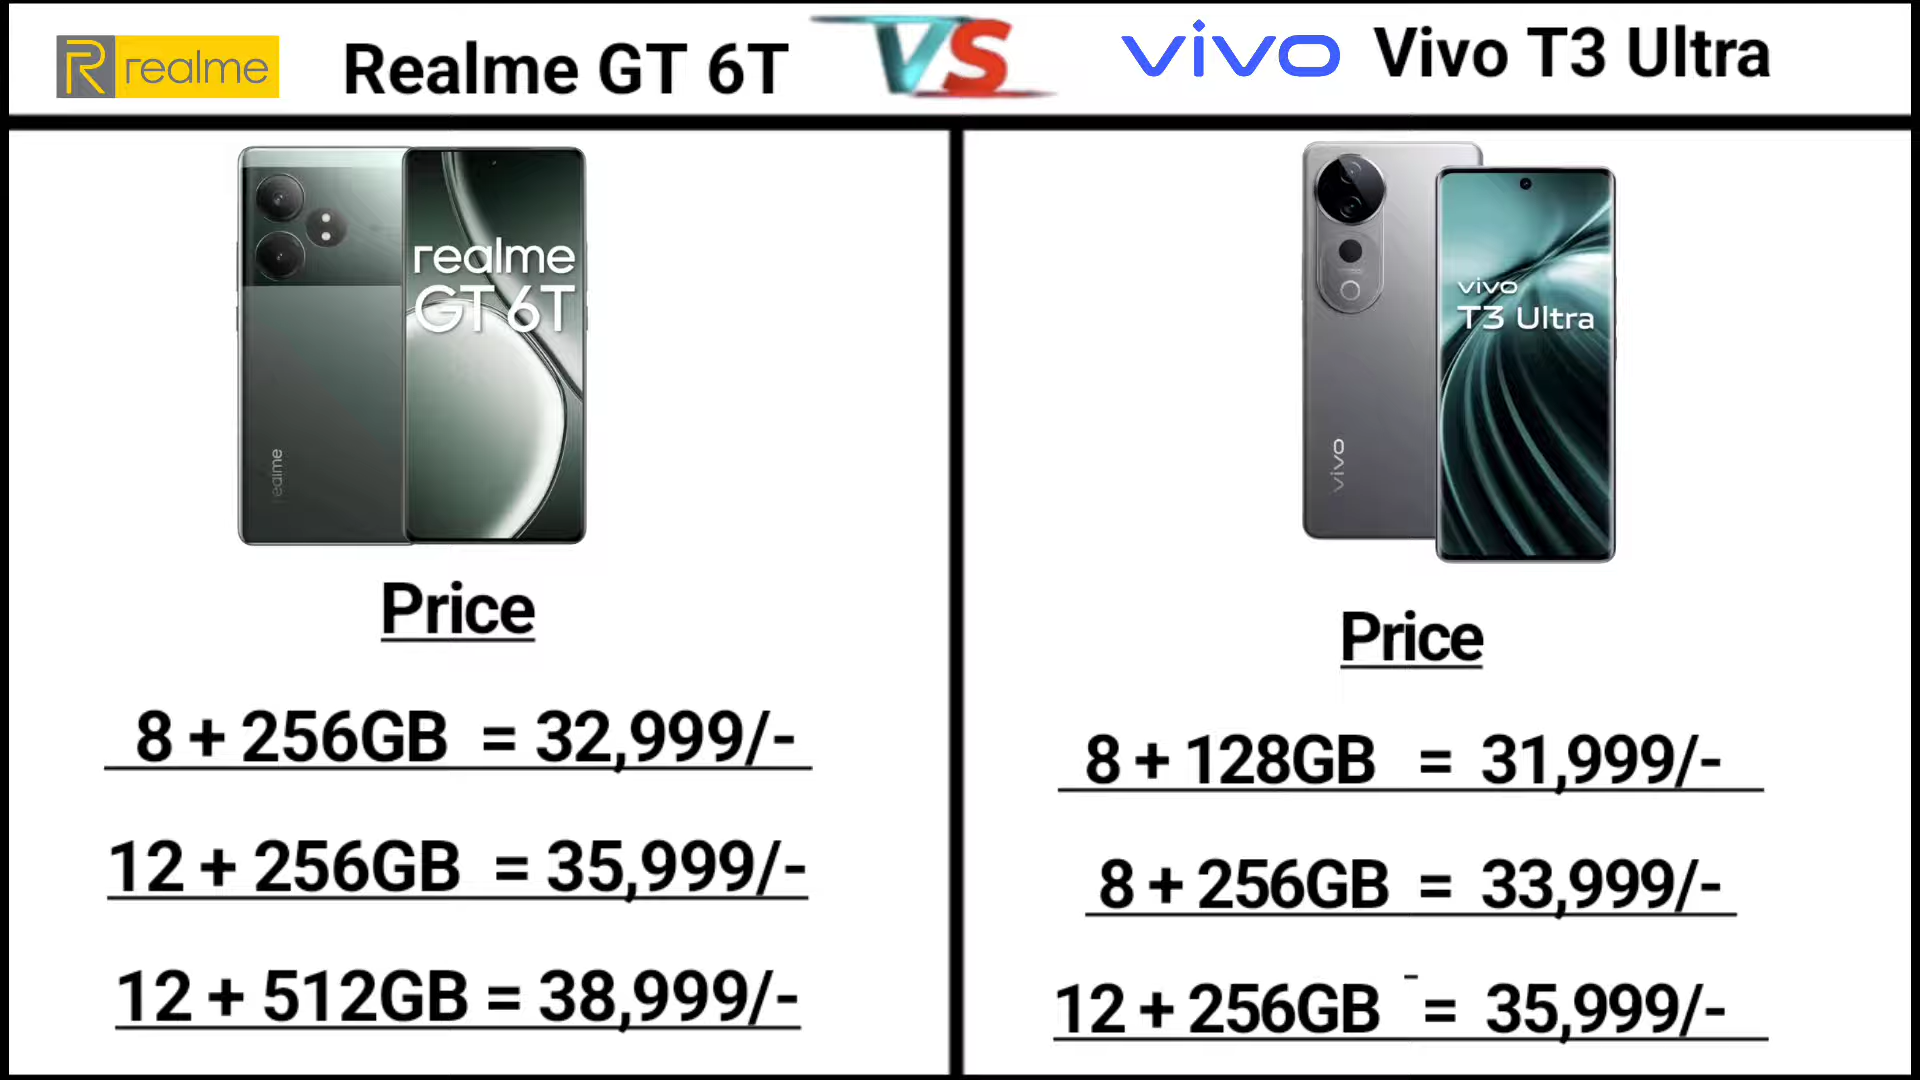 realme
Realme GT 6T
VS
vivo
Vivo T3 Ultra
realme
GT 6T
realme
vivo
T3 Ultra
vivo
Price
8 + 256GB = 32,999/-
12 + 256GB = 35,999/-
12 + 512GB = 38,999/-
Price
8 + 128GB = 31,999/-
8 + 256GB = 33,999/-
12 + 256GB = 35,999/-